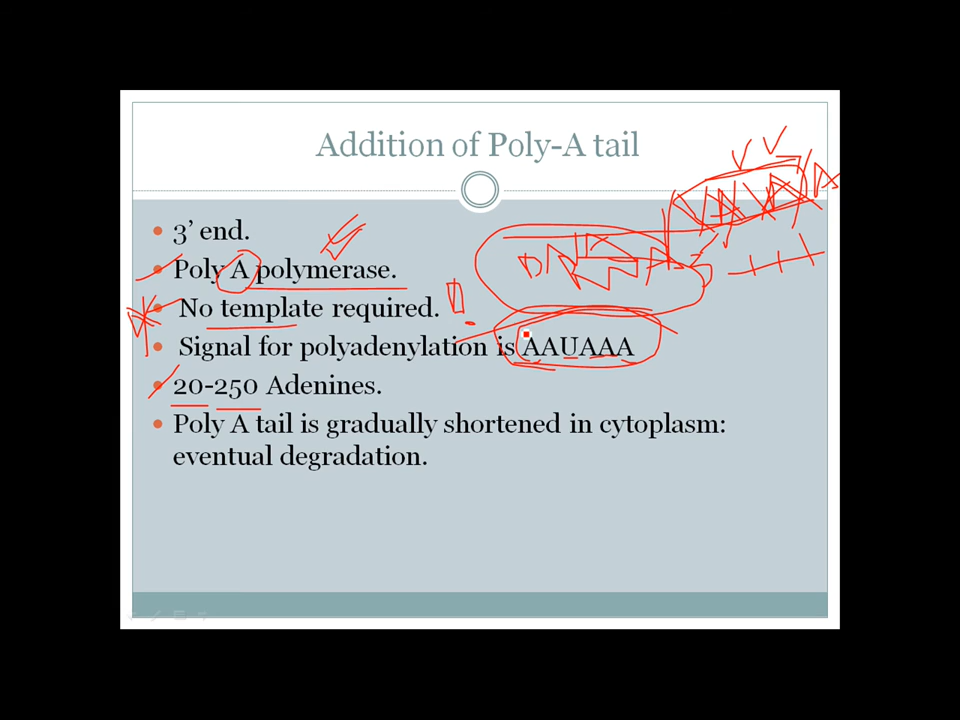 Addition of Poly-A tail
3’ end.
Poly A polymerase.
No template required.
Signal for polyadenylation is AAUAAA
20-250 Adenines.
Poly A tail is gradually shortened in cytoplasm:
eventual degradation.